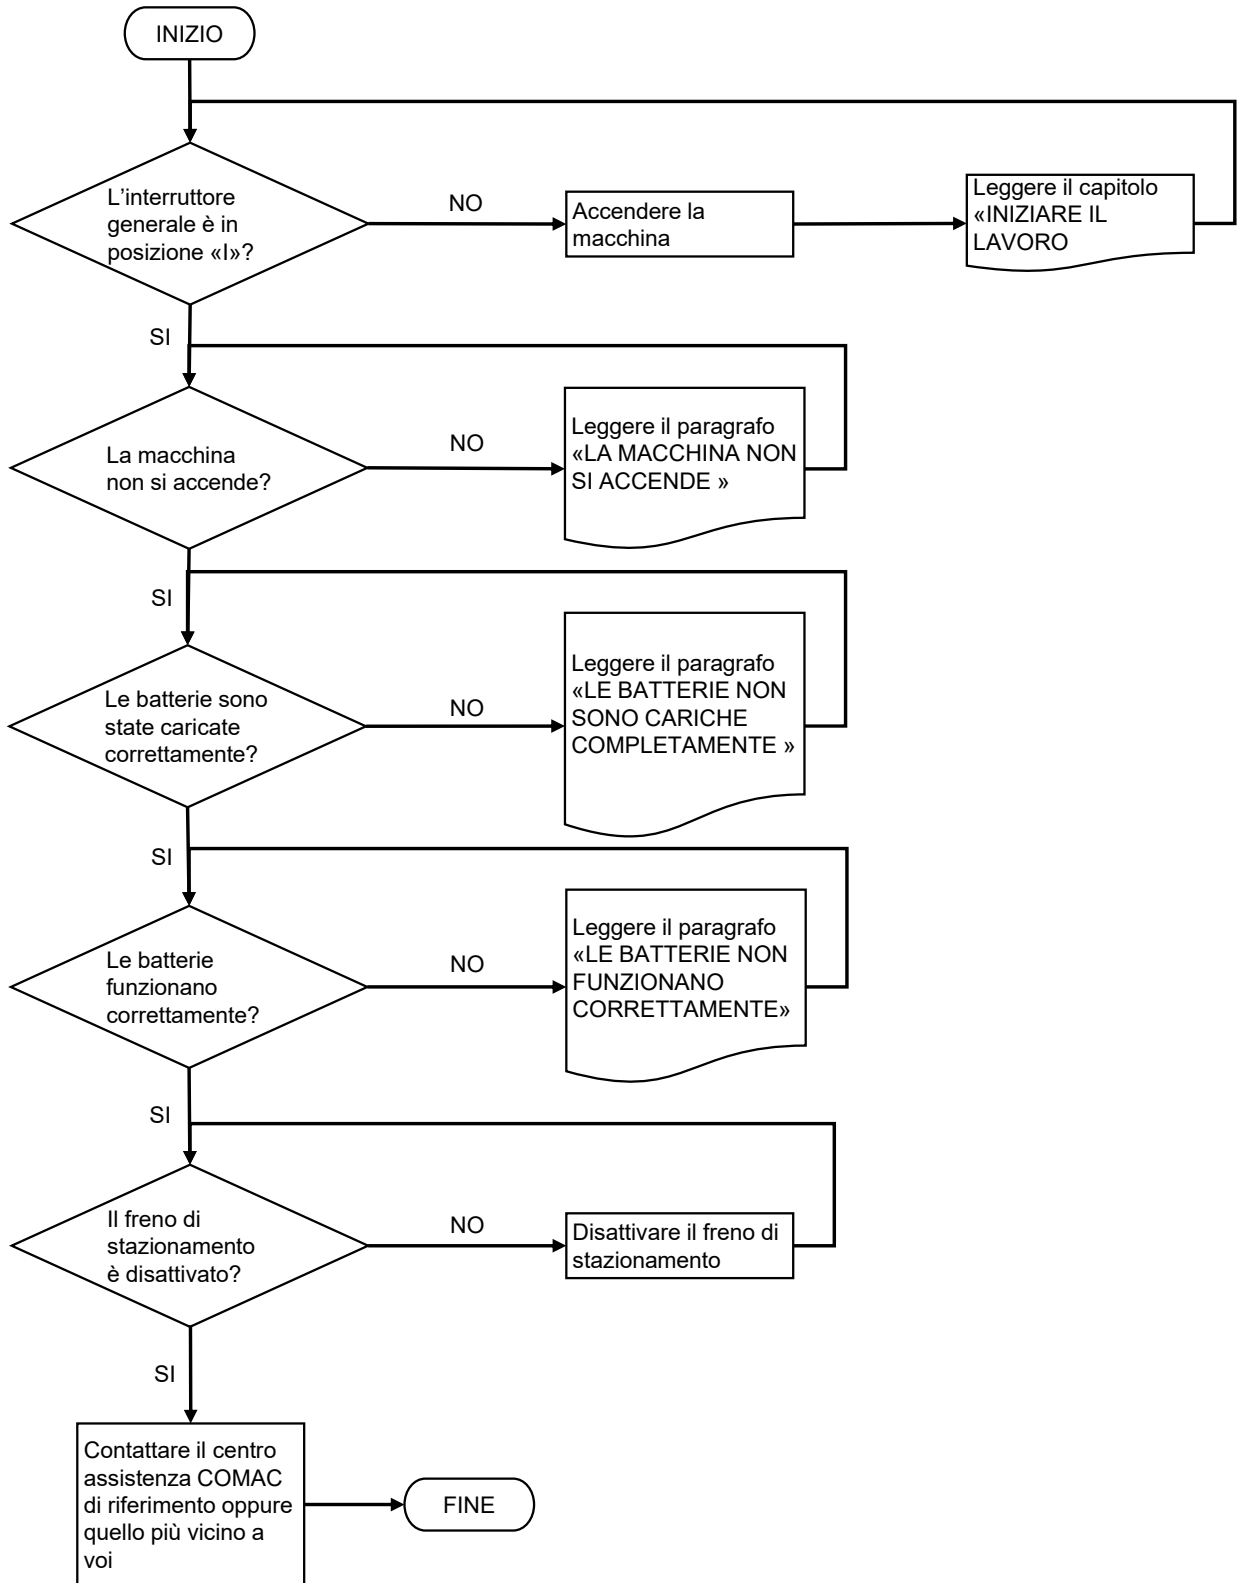 INIZIO
L'interruttore
generale è in
posizione «I»?
NO
Accendere la
macchina
Leggere il capitolo
«INIZIARE IL
LAVORO
SI
La macchina
non si accende?
NO
Leggere il paragrafo
«LA MACCHINA NON
SI ACCENDE »
SI
Le batterie sono
state caricate
correttamente?
NO
Leggere il paragrafo
«LE BATTERIE NON
SONO CARICHE
COMPLETAMENTE »
SI
Le batterie
funzionano
correttamente?
NO
Leggere il paragrafo
«LE BATTERIE NON
FUNZIONANO
CORRETTAMENTE»
SI
Il freno di
stazionamento
è disattivato?
NO
Disattivare il freno di
stazionamento
SI
Contattare il centro
assistenza COMAC
di riferimento oppure
quello più vicino a
voi
FINE